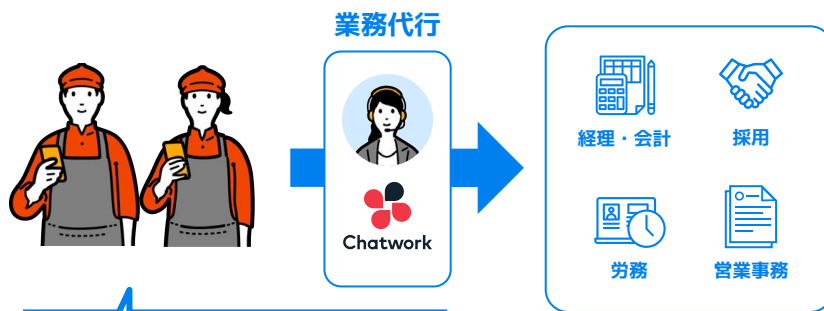 業務代行
Chatwork
経理・会計
採用
労務
営業事務